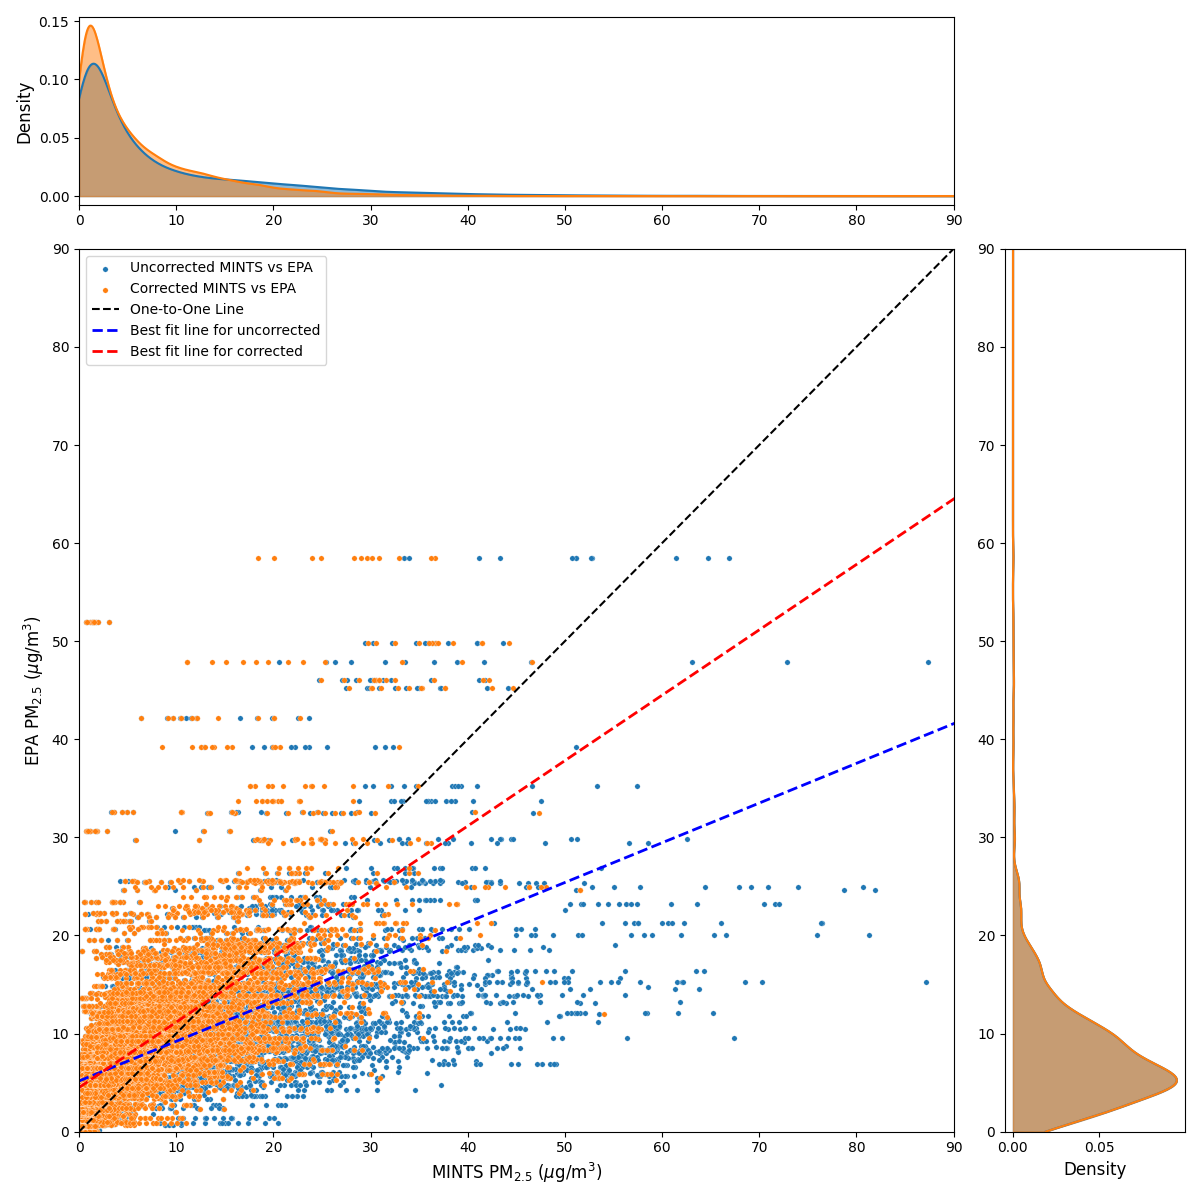 0.15
0.10
0.05
0.00
Density
0 10 20 30 40 50 60 70 80 90
Uncorrected MINTS vs EPA
Corrected MINTS vs EPA
One-to-One Line
Best fit line for uncorrected
Best fit line for corrected
90
80
70
60
50
40
30
20
10
0
EPA PM2.5 (μg/m3)
0 10 20 30 40 50 60 70 80 90
MINTS PM2.5 (μg/m3)
90
80
70
60
50
40
30
20
10
0
0.00 0.05
Density